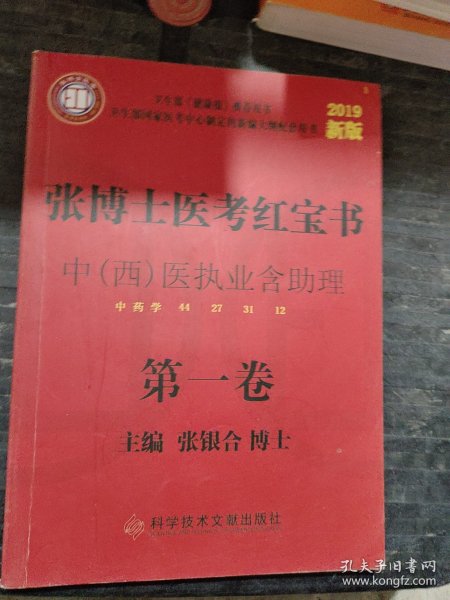 2019
新版
张博士医考红宝书
中(西)医执业含助理
中药学 44 27 31 12
第一卷
主编 张银合 博士
科学技术文献出版社
孔夫子旧书网
www.kongfz.com